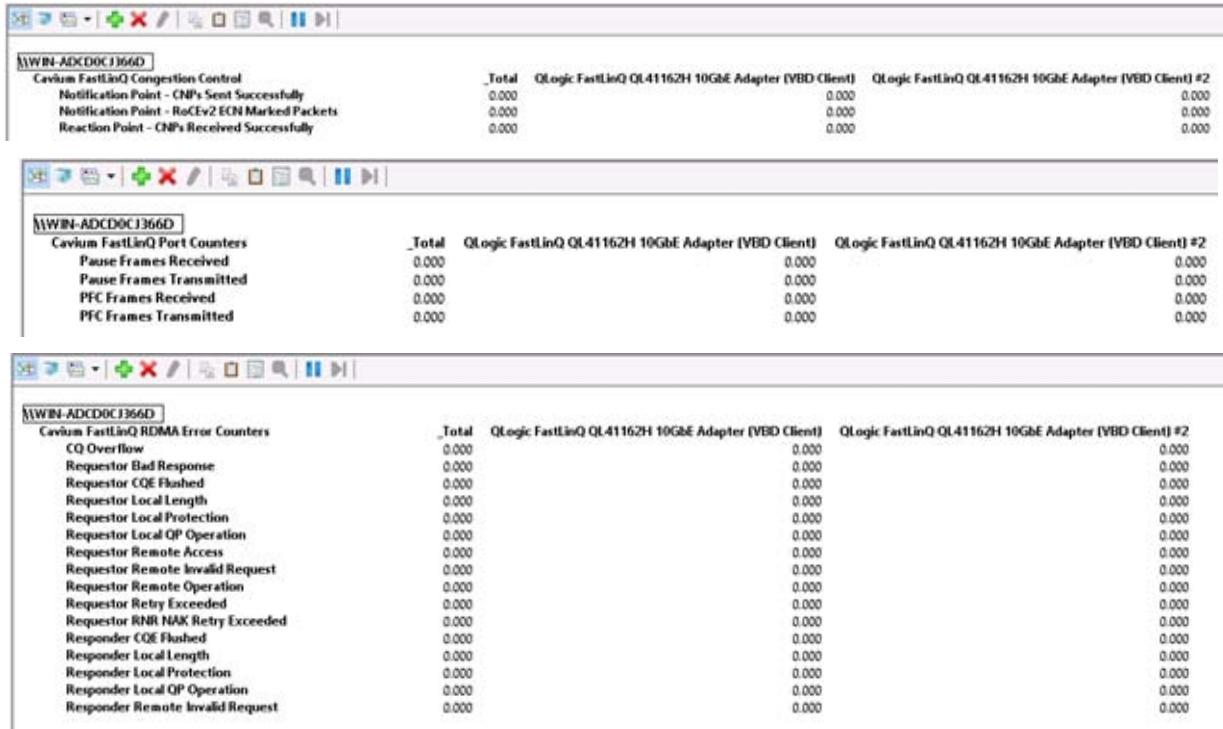 \\WIN-ADCD0CJ366D
Cavium FastLinQ Congestion Control _Total QLogic FastLinQ QL41162H 10GbE Adapter (VBD Client) QLogic FastLinQ QL41162H 10GbE Adapter (VBD Client) #2
Notification Point - CNPs Sent Successfully 0.000 0.000 0.000
Notification Point - RoCEv2 ECN Marked Packets 0.000 0.000 0.000
Reaction Point - CNPs Received Successfully 0.000 0.000 0.000
\\WIN-ADCD0CJ366D
Cavium FastLinQ Port Counters _Total QLogic FastLinQ QL41162H 10GbE Adapter (VBD Client) QLogic FastLinQ QL41162H 10GbE Adapter (VBD Client) #2
Pause Frames Received 0.000 0.000 0.000
Pause Frames Transmitted 0.000 0.000 0.000
PFC Frames Received 0.000 0.000 0.000
PFC Frames Transmitted 0.000 0.000 0.000
\\WIN-ADCD0CJ366D
Cavium FastLinQ RDMA Error Counters _Total QLogic FastLinQ QL41162H 10GbE Adapter (VBD Client) QLogic FastLinQ QL41162H 10GbE Adapter (VBD Client) #2
CQ Overflow 0.000 0.000 0.000
Requestor Bad Response 0.000 0.000 0.000
Requestor CQE Flushed 0.000 0.000 0.000
Requestor Local Length 0.000 0.000 0.000
Requestor Local Protection 0.000 0.000 0.000
Requestor Local QP Operation 0.000 0.000 0.000
Requestor Remote Access 0.000 0.000 0.000
Requestor Remote Invalid Request 0.000 0.000 0.000
Requestor Remote Operation 0.000 0.000 0.000
Requestor Retry Exceeded 0.000 0.000 0.000
Requestor RNR NAK Retry Exceeded 0.000 0.000 0.000
Responder CQE Flushed 0.000 0.000 0.000
Responder Local Length 0.000 0.000 0.000
Responder Local Protection 0.000 0.000 0.000
Responder Local QP Operation 0.000 0.000 0.000
Responder Remote Invalid Request 0.000 0.000 0.000